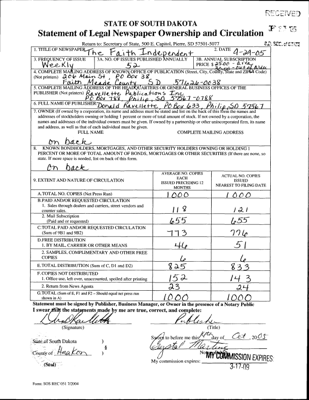 RECEIVED
STATE OF SOUTH DAKOTA
Statement of Legal Newspaper Ownership and Circulation
Return to: Secretary of State, 500 E. Capitol, Pierre, SD 57501-5077
1. TITLE OF NEWSPAPER The Faith Independent 2. DATE 9-24-05
3. FREQUENCY OF ISSUE 3A. NO. OF ISSUES PUBLISHED ANNUALLY 3B. ANNUAL SUBSCRIPTION
Weekly 52 PRICE
4. COMPLETE MAILING ADDRESS OF KNOWN OFFICE OF PUBLICATION (Street, City, County, State and Zip+4 Code)
(Not printers) 206 Main St, PO Box 38
Faith Meade County SD 57626-0038
5. COMPLETE MAILING ADDRESS OF THE HEADQUARTERS OR GENERAL BUSINESS OFFICES OF THE
PUBLISHER (Not printers) Ravellette Publications Inc
PO Box 788, Philip, SD 57567-0788
6. FULL NAME OF PUBLISHER: Donald Ravellette, PO Box 633, Philip, SD 57567
7. OWNER (If owned by a corporation, its name and address must be stated and also immediately thereunder the names and
addresses of stockholders owning or holding 1 percent or more of total amount of stock. If not owned by a corporation, the
names and addresses of the individual owners must be given. If owned by a partnership or other unincorporated firm, its name
and address, as well as that of each individual must be given.
FULL NAME COMPLETE MAILING ADDRESS
on back
8. KNOWN BONDHOLDERS, MORTGAGEES, AND OTHER SECURITY HOLDERS OWNING OR HOLDING 1
PERCENT OR MORE OF TOTAL AMOUNT OF BONDS, MORTGAGES OR OTHER SECURITIES (If there are none, so
state. If more space is needed, list on back of this form.
on back
9. EXTENT AND NATURE OF CIRCULATION
AVERAGE NO. COPIES EACH ISSUED PRECEDING 12 MONTHS
ACTUAL NO. COPIES ISSUED NEAREST TO FILING DATE
A. TOTAL NO. COPIES (Net Press Run) 1000 1000
B. PAID AND/OR REQUESTED CIRCULATION
1. Sales through dealers and carriers, street vendors and
counter sales. 118 121
2. Mail Subscription
(Paid and or requested) 655 655
C. TOTAL PAID AND/OR REQUESTED CIRCULATION
(Sum of 9B1 and 9B2) 773 776
D. FREE DISTRIBUTION
1. BY MAIL, CARRIER OR OTHER MEANS 46 51
2. SAMPLES, COMPLIMENTARY AND OTHER FREE
COPIES 6 6
E. TOTAL DISTRIBUTION (Sum of C, D1 and D2) 825 833
F. COPIES NOT DISTRIBUTED
1. Office use, left over, unaccounted, spoiled after printing 152 143
2. Return from News Agents 23 24
G. TOTAL (Sum of E, F1 and F2 - Should equal net press run
shown in A) 1000 1000
Statement must be signed by Publisher, Business Manager, or Owner in the presence of a Notary Public
I swear that the statements made by me are true, correct, and complete:
Publisher
(Signature) (Title)
State of South Dakota )
Sworn to before me this day of Oct 2005
County of Haakon )
(Seal)
My commission expires:
MY COMMISSION EXPIRES
3-17-09
Form: SOS REC 051 7/2004